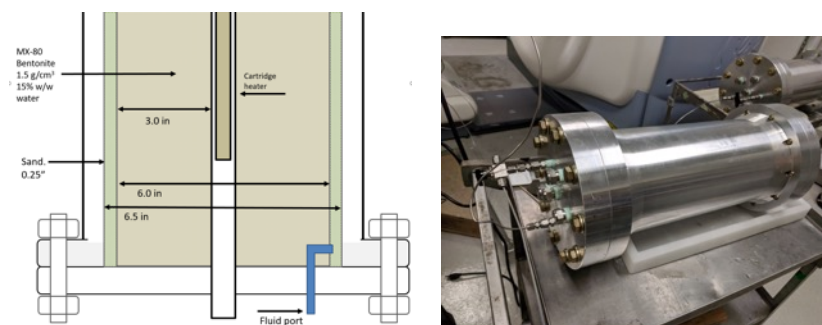 MX-80
Bentonite
1.5 g/cm³
15% w/w
water
Cartridge
heater
3.0 in
Sand.
0.25”
6.0 in
6.5 in
Fluid port